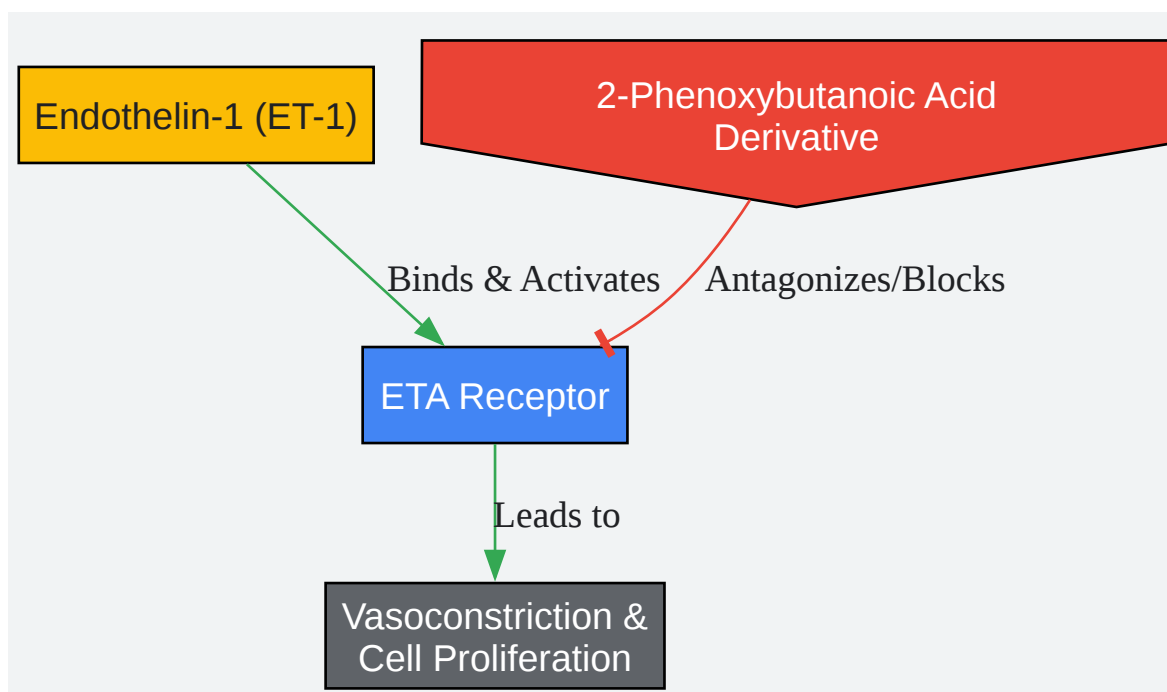 Endothelin-1 (ET-1)
2-Phenoxybutanoic Acid
Derivative
Binds & Activates
Antagonizes/Blocks
ETA Receptor
Leads to
Vasoconstriction &
Cell Proliferation